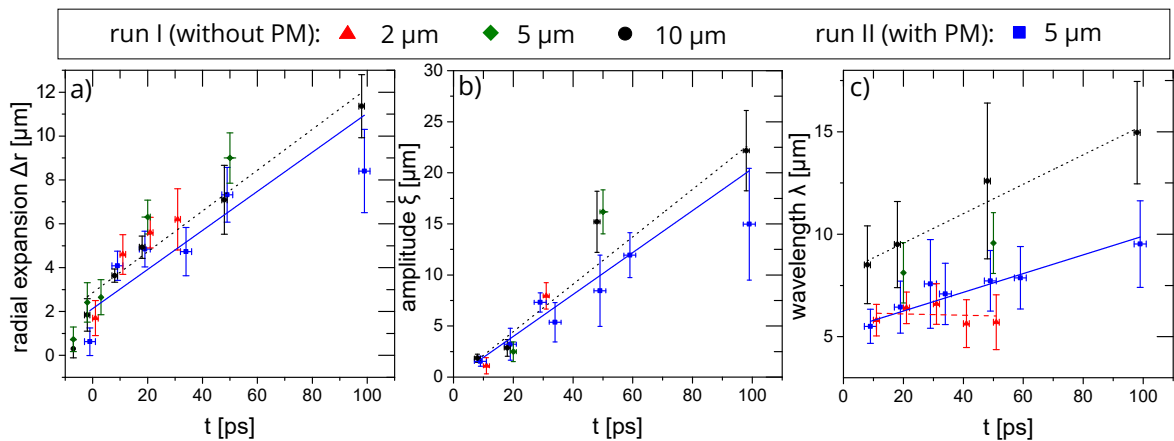 run I (without PM): 2 µm 5 µm 10 µm run II (with PM): 5 µm
a)
radial expansion Δr [µm]
12
10
8
6
4
2
0
0 20 40 60 80 100
t [ps]
b)
amplitude ξ [µm]
30
25
20
15
10
5
0
0 20 40 60 80 100
t [ps]
c)
wavelength λ [µm]
15
10
5
0 20 40 60 80 100
t [ps]